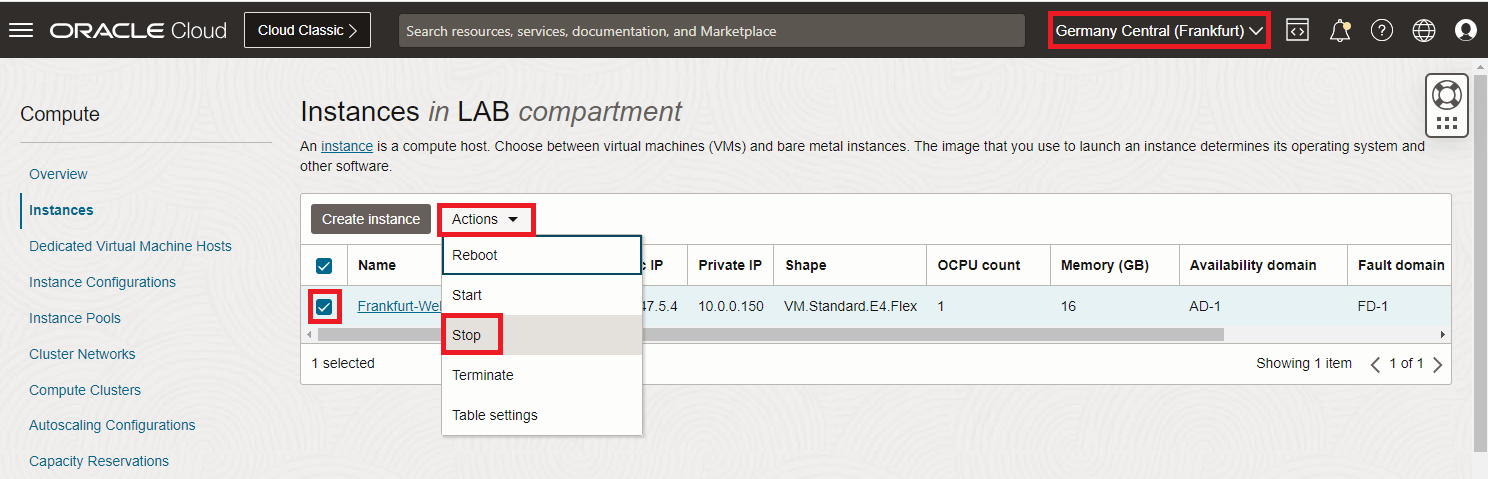 ORACLE Cloud
Cloud Classic
Search resources, services, documentation, and Marketplace
Germany Central (Frankfurt)
Compute
Overview
Instances
Dedicated Virtual Machine Hosts
Instance Configurations
Instance Pools
Cluster Networks
Compute Clusters
Autoscaling Configurations
Capacity Reservations
Instances in LAB compartment
An instance is a compute host. Choose between virtual machines (VMs) and bare metal instances. The image that you use to launch an instance determines its operating system and
other software.
Create instance Actions
Reboot
Start
Stop
Terminate
Table settings
Name IP Private IP Shape OCPU count Memory (GB) Availability domain Fault domain
Frankfurt-We 47.5.4 10.0.0.150 VM.Standard.E4.Flex 1 16 AD-1 FD-1
1 selected Showing 1 item 1 of 1